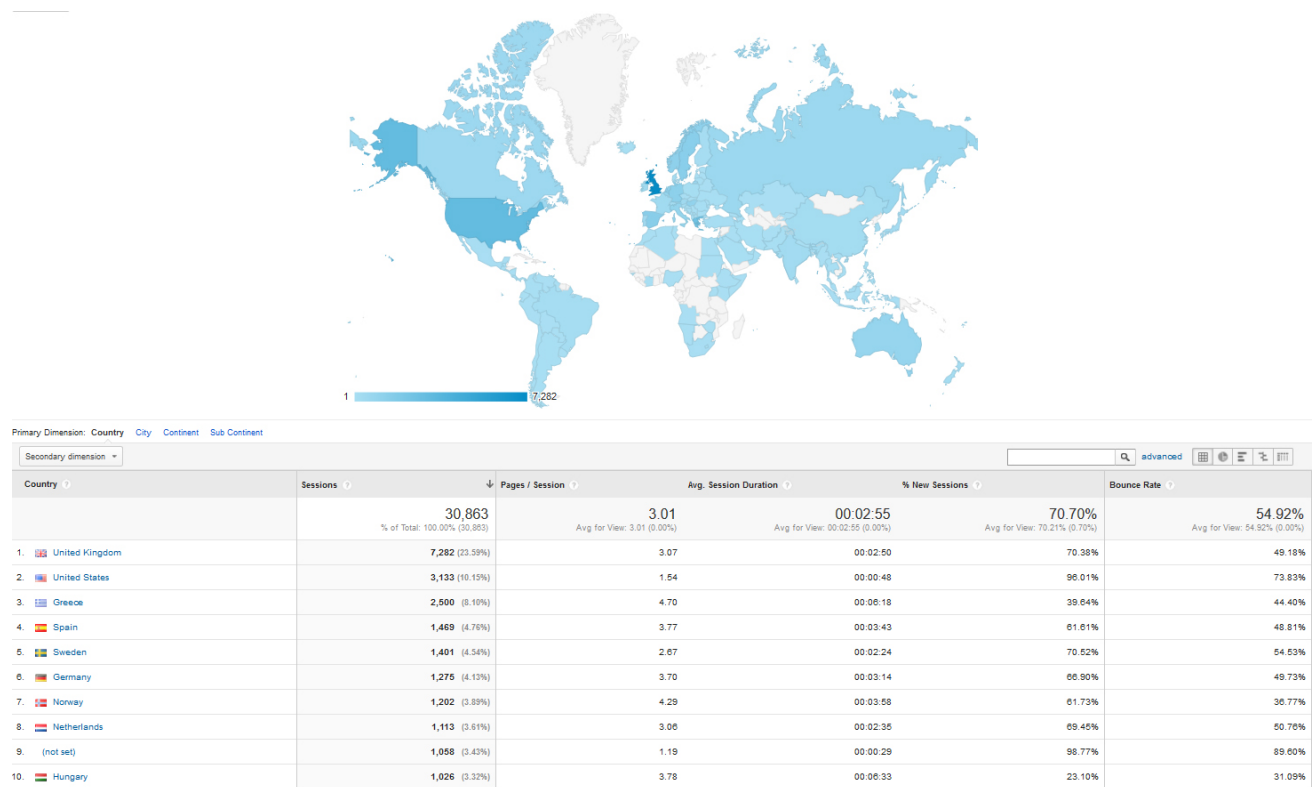 1 7,282
Primary Dimension: Country City Continent Sub Continent
Secondary dimension advanced
Country ? Sessions ? Pages / Session ? Avg. Session Duration ? % New Sessions ? Bounce Rate ?
30,863 3.01 00:02:55 70.70% 54.92%
% of Total: 100.00% (30,863) Avg for View: 3.01 (0.00%) Avg for View: 00:02:55 (0.00%) Avg for View: 70.21% (0.70%) Avg for View: 54.92% (0.00%)
1. United Kingdom 7,282 (23.59%) 3.07 00:02:50 70.38% 49.18%
2. United States 3,133 (10.15%) 1.54 00:00:48 96.01% 73.83%
3. Greece 2,500 (8.10%) 4.70 00:06:18 39.64% 44.40%
4. Spain 1,469 (4.76%) 3.77 00:03:43 61.61% 48.81%
5. Sweden 1,401 (4.54%) 2.67 00:02:24 70.52% 54.53%
6. Germany 1,275 (4.13%) 3.70 00:03:14 66.90% 49.73%
7. Norway 1,202 (3.89%) 4.29 00:03:58 61.73% 36.77%
8. Netherlands 1,113 (3.61%) 3.06 00:02:35 69.45% 50.76%
9. (not set) 1,058 (3.43%) 1.19 00:00:29 98.77% 89.60%
10. Hungary 1,026 (3.32%) 3.78 00:06:33 23.10% 31.09%